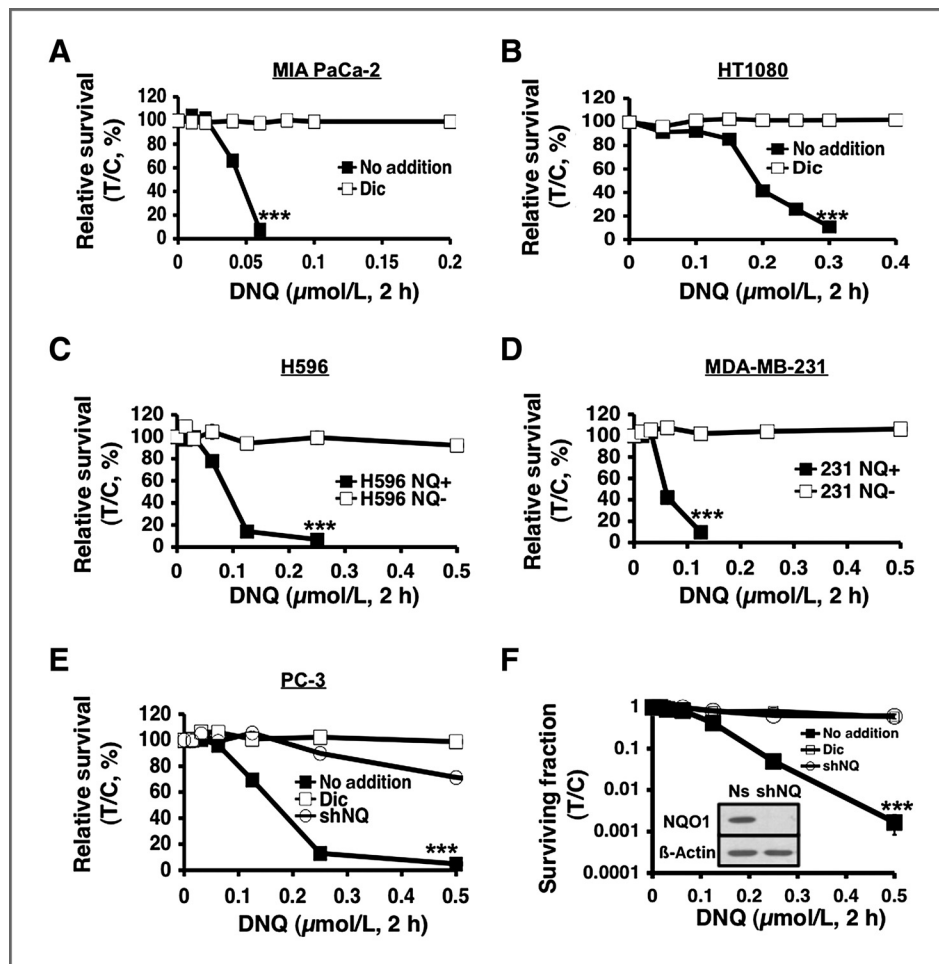 A
MIA PaCa-2
Relative survival
(T/C, %)
120
100
80
60
40
20
0
No addition
Dic
***
0
0.05
0.1
0.15
0.2
DNQ (µmol/L, 2 h)
B
HT1080
Relative survival
(T/C, %)
120
100
80
60
40
20
0
No addition
Dic
***
0
0.1
0.2
0.3
0.4
DNQ (µmol/L, 2 h)
C
H596
Relative survival
(T/C, %)
120
100
80
60
40
20
0
H596 NQ+
H596 NQ-
***
0
0.1
0.2
0.3
0.4
0.5
DNQ (µmol/L, 2 h)
D
MDA-MB-231
Relative survival
(T/C, %)
120
100
80
60
40
20
0
231 NQ+
231 NQ-
***
0
0.1
0.2
0.3
0.4
0.5
DNQ (µmol/L, 2 h)
E
PC-3
Relative survival
(T/C, %)
120
100
80
60
40
20
0
No addition
Dic
shNQ
***
0
0.1
0.2
0.3
0.4
0.5
DNQ (µmol/L, 2 h)
F
Surviving fraction
(T/C)
1
0.1
0.01
0.001
0.0001
No addition
Dic
shNQ
Ns shNQ
NQO1
ß-Actin
***
0
0.1
0.2
0.3
0.4
0.5
DNQ (µmol/L, 2 h)